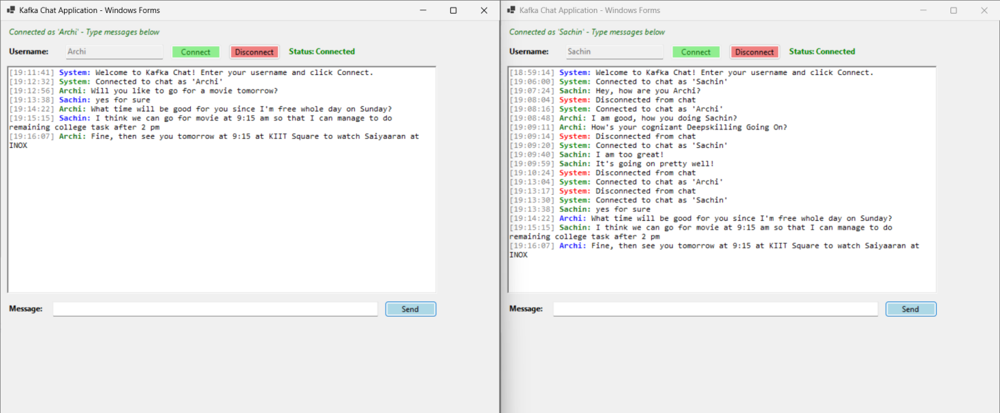 Kafka Chat Application - Windows Forms
Connected as 'Archi' - Type messages below
Username: Archi Connect Disconnect Status: Connected
[19:11:41] System: Welcome to Kafka Chat! Enter your username and click Connect.
[19:12:32] System: Connected to chat as 'Archi'
[19:12:56] Archi: Will you like to go for a movie tomorrow?
[19:13:38] Sachin: yes for sure
[19:14:22] Archi: What time will be good for you since I'm free whole day on Sunday?
[19:15:15] Sachin: I think we can go for movie at 9:15 am so that I can manage to do
remaining college task after 2 pm
[19:16:07] Archi: Fine, then see you tomorrow at 9:15 at KIIT Square to watch Saiyaaran at
INOX
Message: Send
Kafka Chat Application - Windows Forms
Connected as 'Sachin' - Type messages below
Username: Sachin Connect Disconnect Status: Connected
[18:59:14] System: Welcome to Kafka Chat! Enter your username and click Connect.
[19:06:00] System: Connected to chat as 'Sachin'
[19:07:24] Sachin: Hey, how are you Archi?
[19:08:04] System: Disconnected from chat
[19:08:16] System: Connected to chat as 'Archi'
[19:08:48] Archi: I am good, how you doing Sachin?
[19:09:11] Archi: How's your cognizant Deepskilling Going On?
[19:09:14] System: Disconnected from chat
[19:09:20] System: Connected to chat as 'Sachin'
[19:09:40] Sachin: I am too great!
[19:09:59] Sachin: It's going on pretty well!
[19:10:24] System: Disconnected from chat
[19:13:04] System: Connected to chat as 'Archi'
[19:13:17] System: Disconnected from chat
[19:13:30] System: Connected to chat as 'Sachin'
[19:13:38] Sachin: yes for sure
[19:14:22] Archi: What time will be good for you since I'm free whole day on Sunday?
[19:15:15] Sachin: I think we can go for movie at 9:15 am so that I can manage to do
remaining college task after 2 pm
[19:16:07] Archi: Fine, then see you tomorrow at 9:15 at KIIT Square to watch Saiyaaran at
INOX
Message: Send